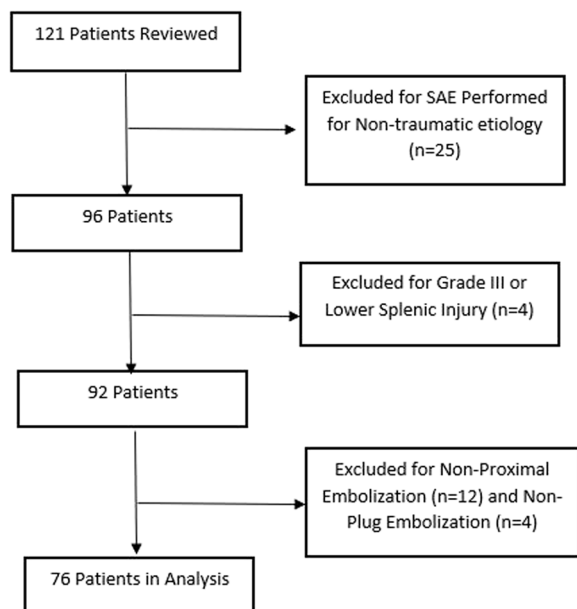 121 Patients Reviewed
Excluded for SAE Performed
for Non-traumatic etiology
(n=25)
96 Patients
Excluded for Grade III or
Lower Splenic Injury (n=4)
92 Patients
Excluded for Non-Proximal
Embolization (n=12) and Non-
Plug Embolization (n=4)
76 Patients in Analysis